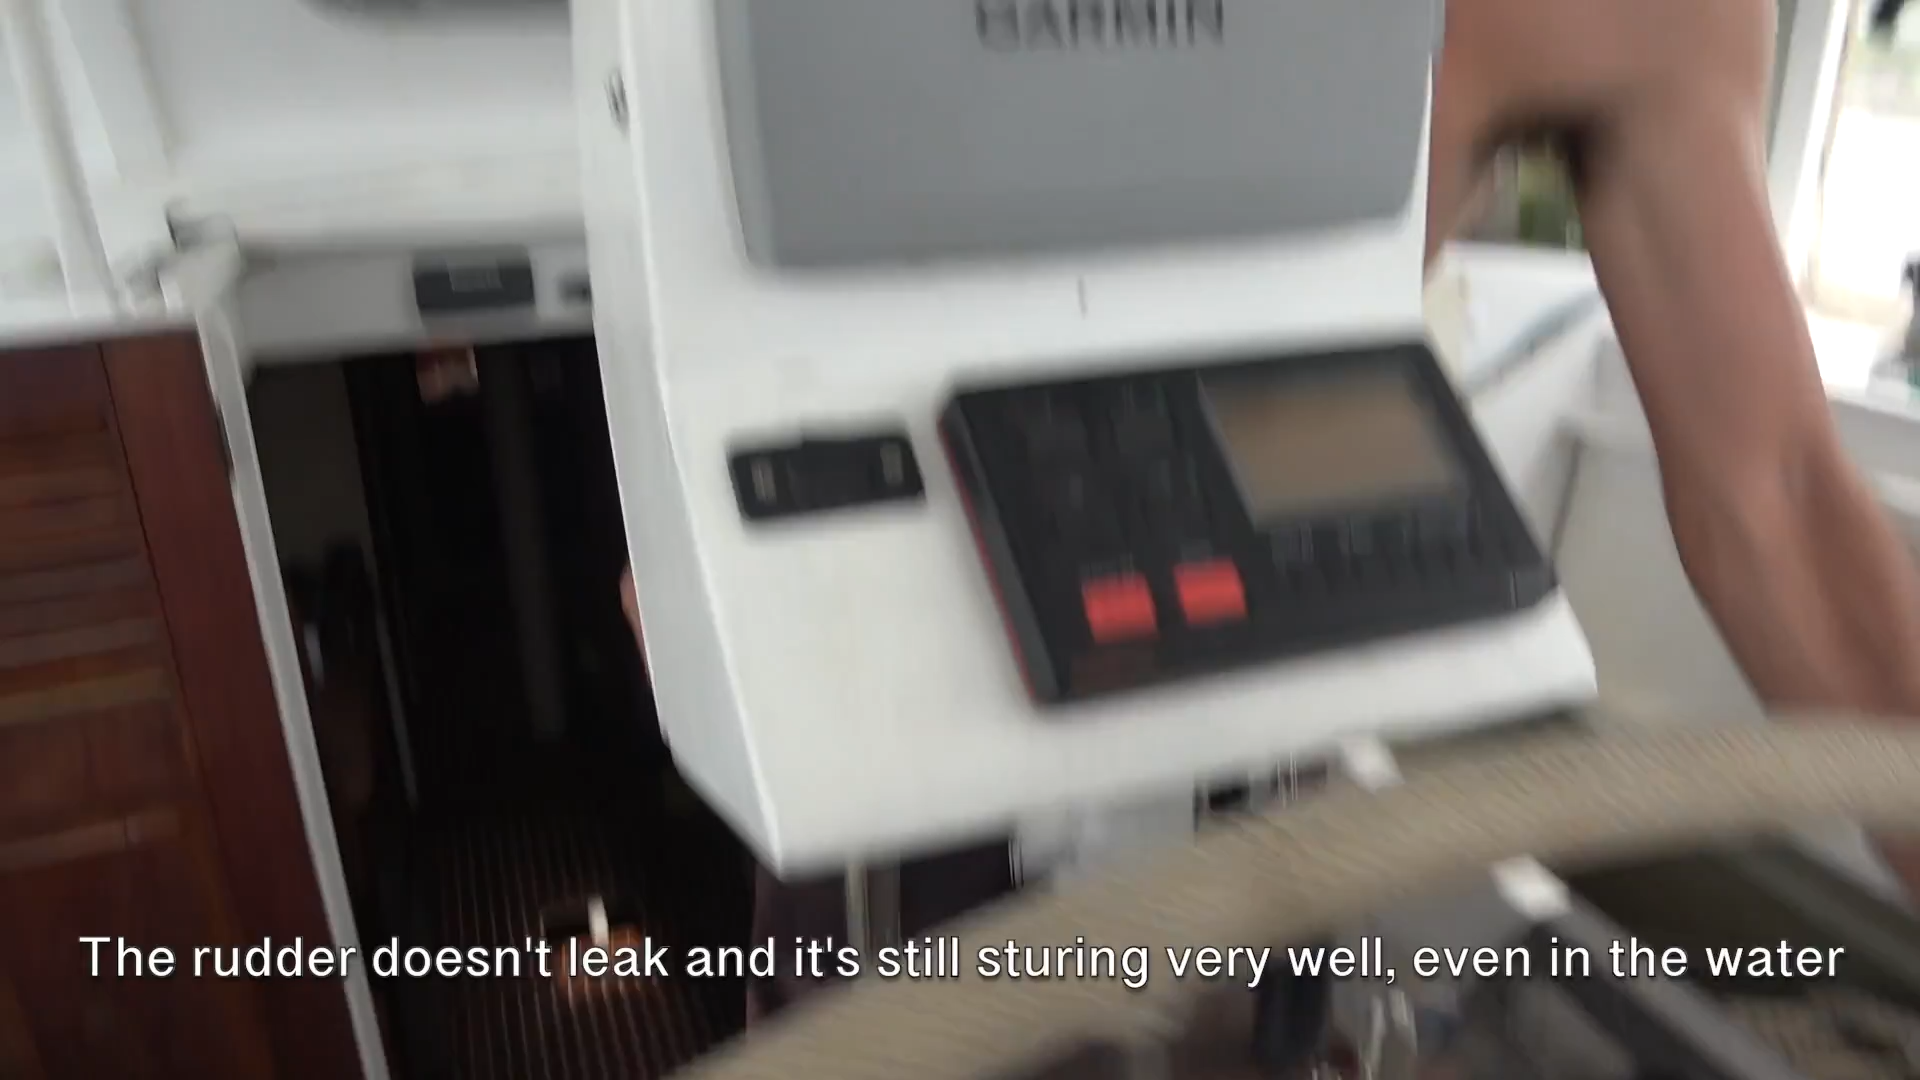 GARMIN
The rudder doesn't leak and it's still sturing very well, even in the water